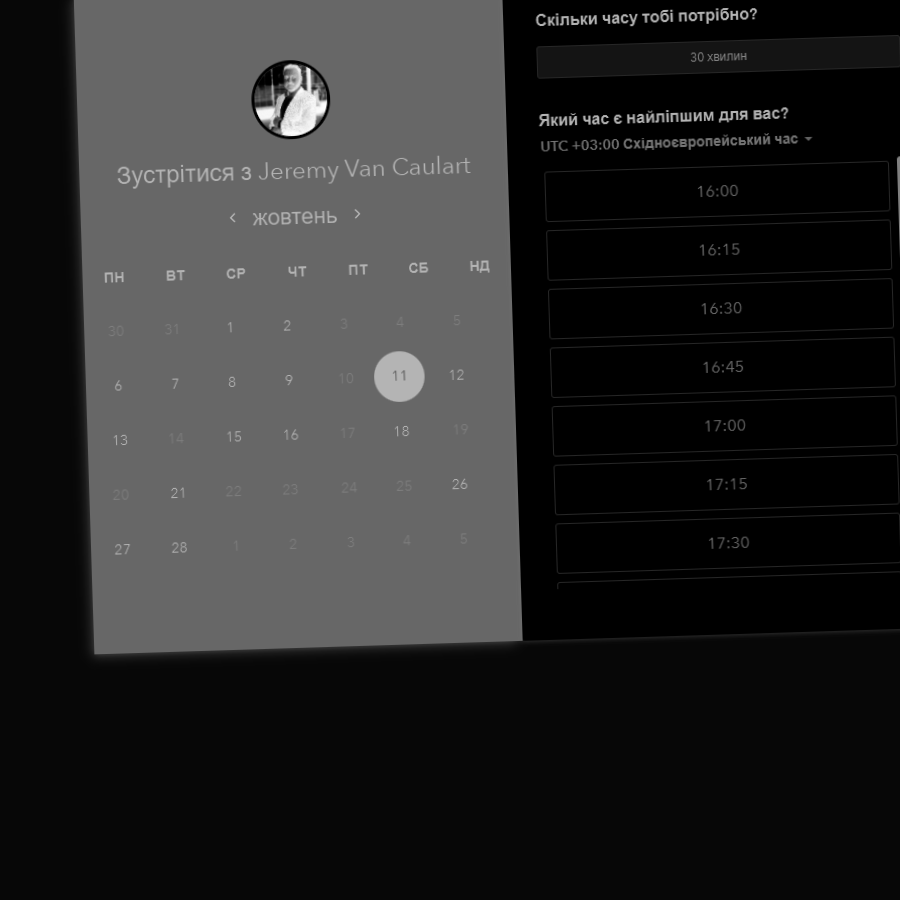 Зустрітися з Jeremy Van Caulart
жовтень
ПН ВТ СР ЧТ ПТ СБ НД
30 31 1 2 3 4 5
6 7 8 9 10 11 12
13 14 15 16 17 18 19
20 21 22 23 24 25 26
27 28 1 2 3 4 5
Скільки часу тобі потрібно?
30 хвилин
Який час є найліпшим для вас?
UTC +03:00 Східноєвропейський час
16:00
16:15
16:30
16:45
17:00
17:15
17:30